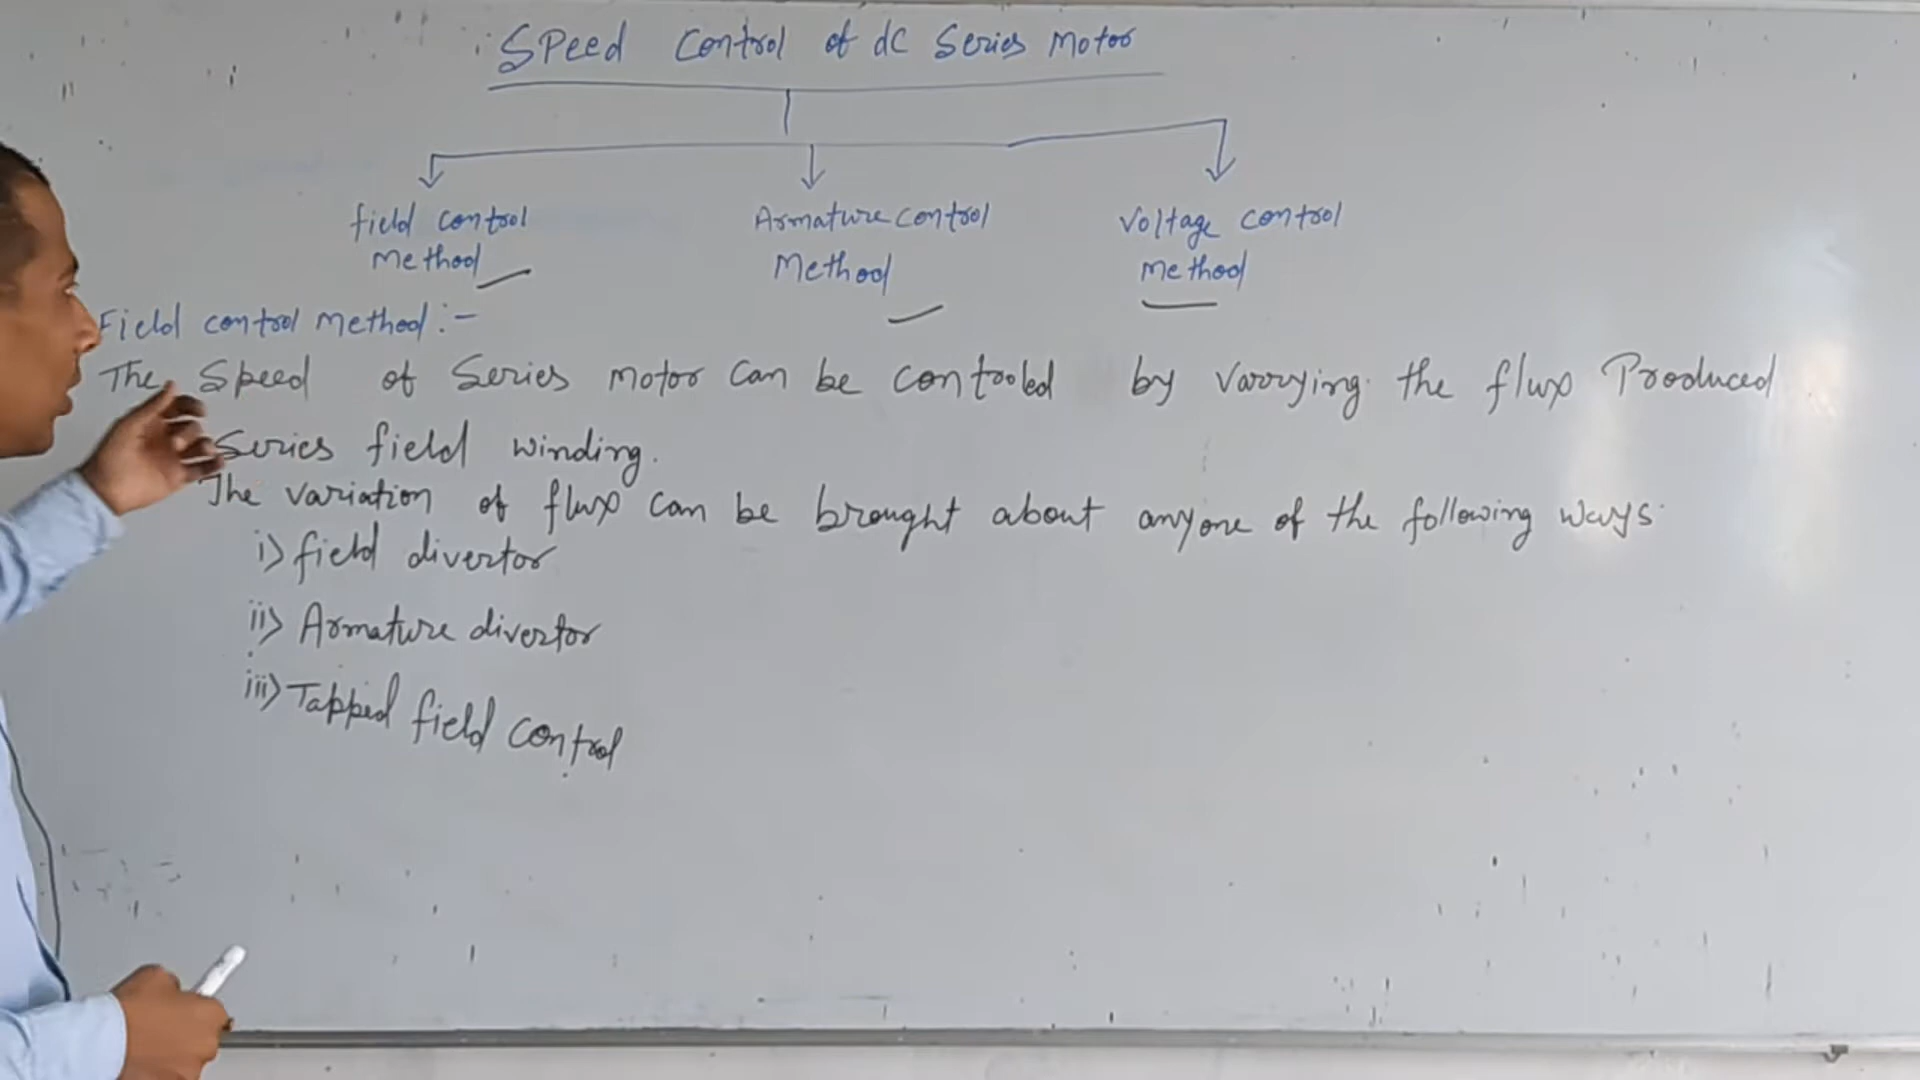 Speed Control of dc Series Motor
field control Method
Armature control Method
Voltage control Method
Field control Method:-
The Speed of Series motor can be controled by varrying the flux Produced
Series field winding.
The variation of flux can be brought about anyone of the following ways
i) field divertor
ii) Armature divertor
iii) Tapped field control